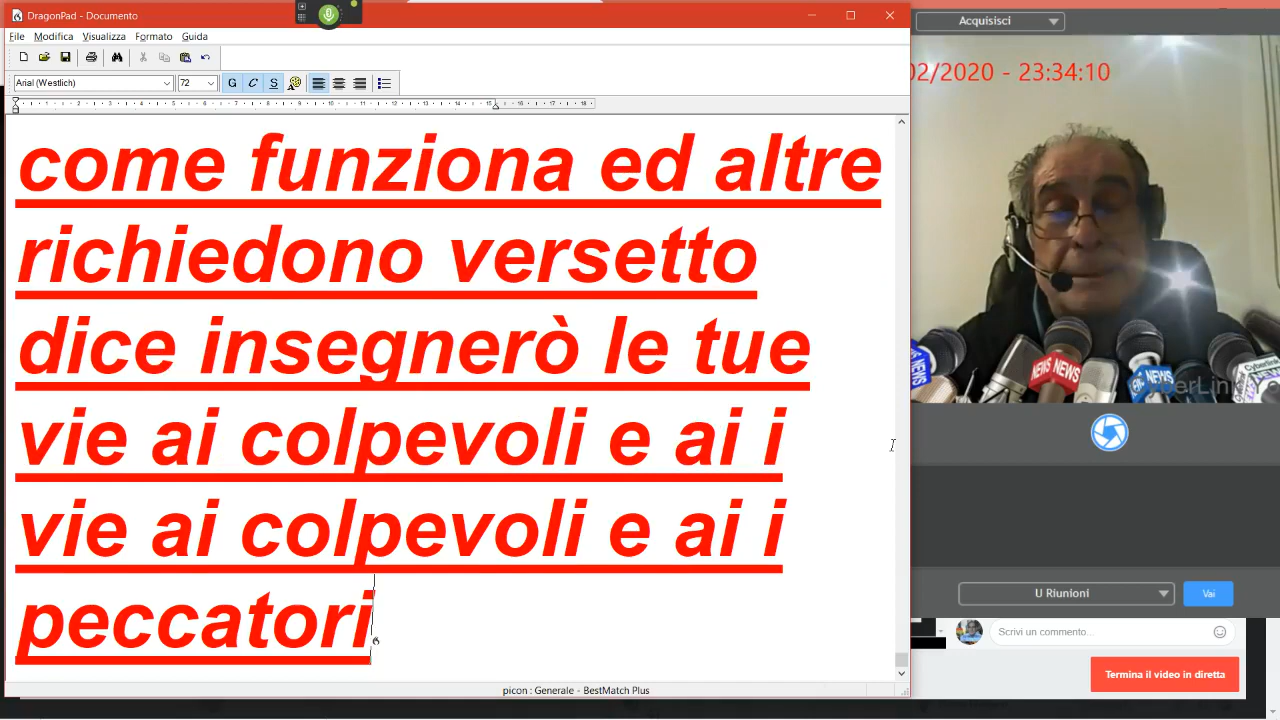 DragonPad - Documento
File Modifica Visualizza Formato Guida
Arial (Westlich) 72 G C S
come funziona ed altre
richiedono versetto
dice insegnerò le tue
vie ai colpevoli e ai i
vie ai colpevoli e ai i
peccatori
picon : Generale - BestMatch Plus
Acquisisci
02/2020 - 23:34:10
NEWS NEWS
NEWS
U Riunioni
Vai
Scrivi un commento...
Termina il video in diretta